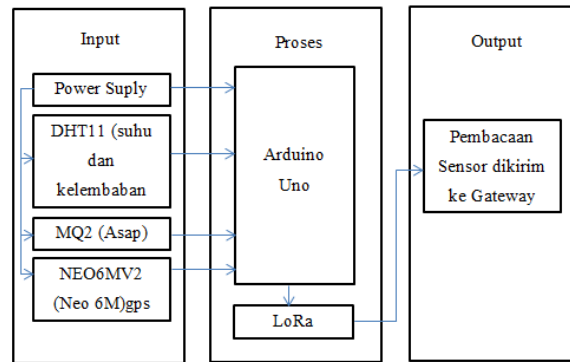 Input
Power Suply
DHT11 (suhu
dan
kelembaban
MQ2 (Asap)
NEO6MV2
(Neo 6M)gps
Proses
Arduino
Uno
LoRa
Output
Pembacaan
Sensor dikirim
ke Gateway